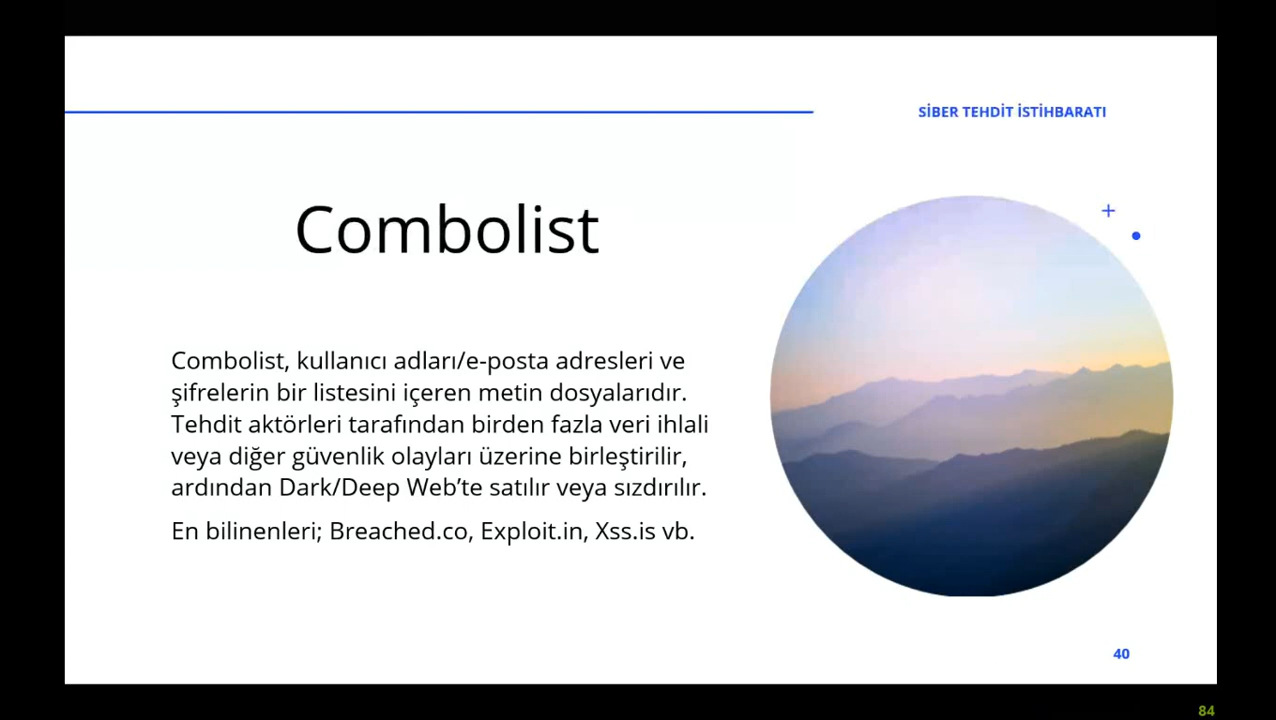 SİBER TEHDİT İSTİHBARATI
Combolist
Combolist, kullanıcı adları/e-posta adresleri ve
şifrelerin bir listesini içeren metin dosyalarıdır.
Tehdit aktörleri tarafından birden fazla veri ihlali
veya diğer güvenlik olayları üzerine birleştirilir,
ardından Dark/Deep Web’te satılır veya sızdırılır.
En bilinenleri; Breached.co, Exploit.in, Xss.is vb.
40
84